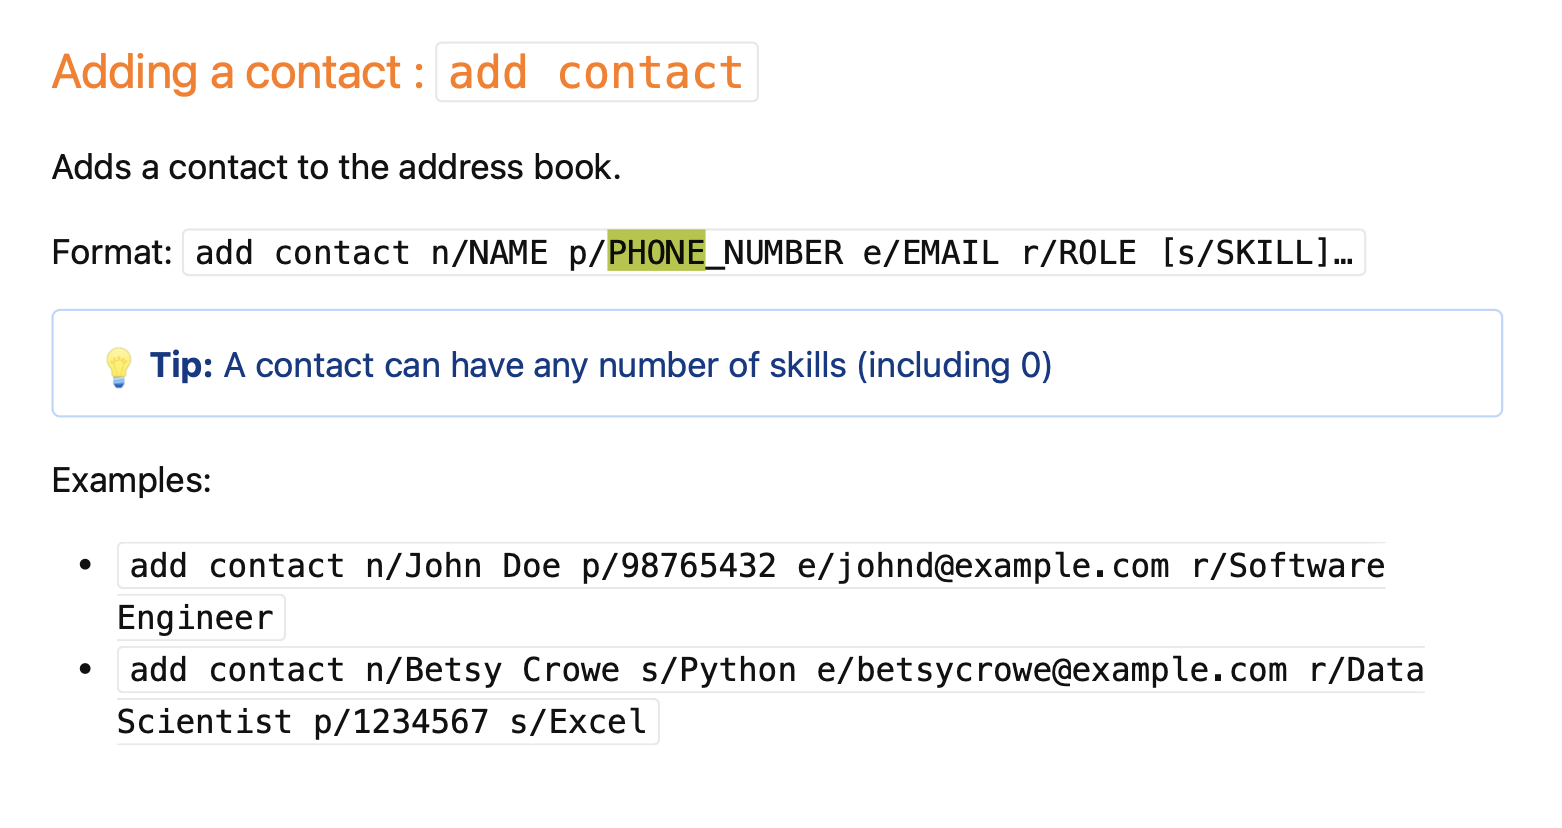 Adding a contact : add contact
Adds a contact to the address book.
Format: add contact n/NAME p/PHONE_NUMBER e/EMAIL r/ROLE [s/SKILL]…
💡 Tip: A contact can have any number of skills (including 0)
Examples:
• add contact n/John Doe p/98765432 e/johnd@example.com r/Software
Engineer
• add contact n/Betsy Crowe s/Python e/betsycrowe@example.com r/Data
Scientist p/1234567 s/Excel